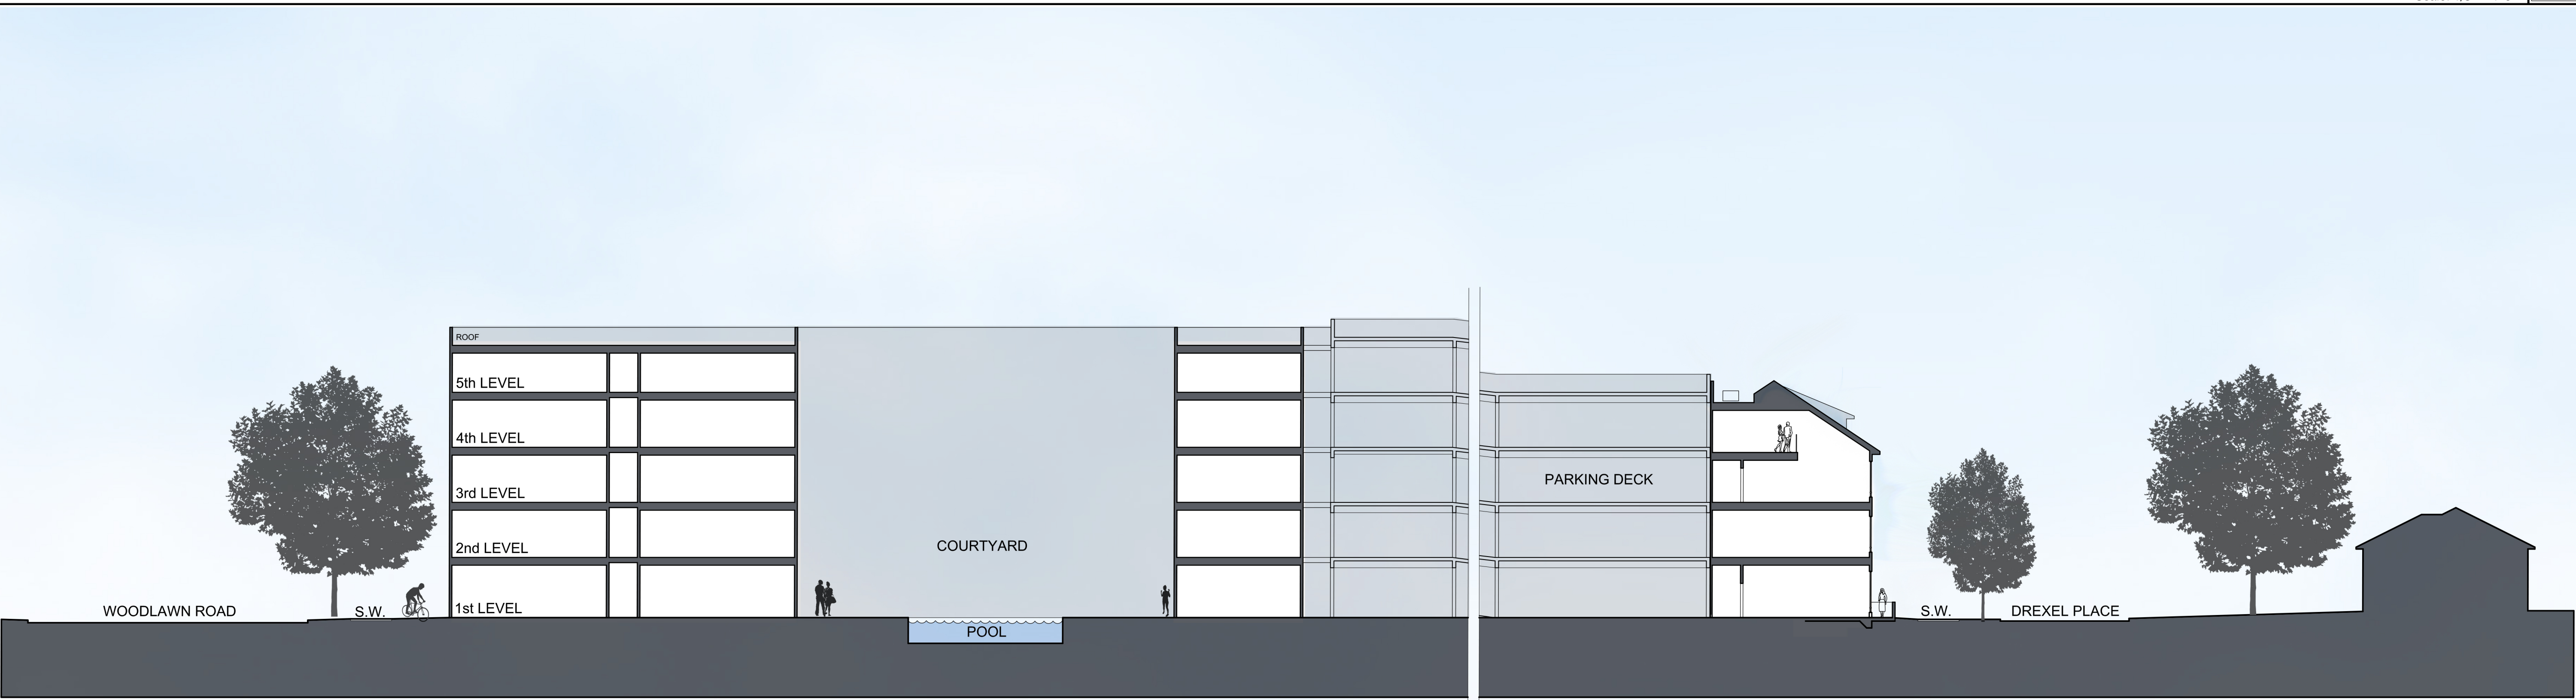 ROOF
5th LEVEL
4th LEVEL
3rd LEVEL
2nd LEVEL
1st LEVEL
WOODLAWN ROAD
S.W.
COURTYARD
POOL
PARKING DECK
S.W.
DREXEL PLACE